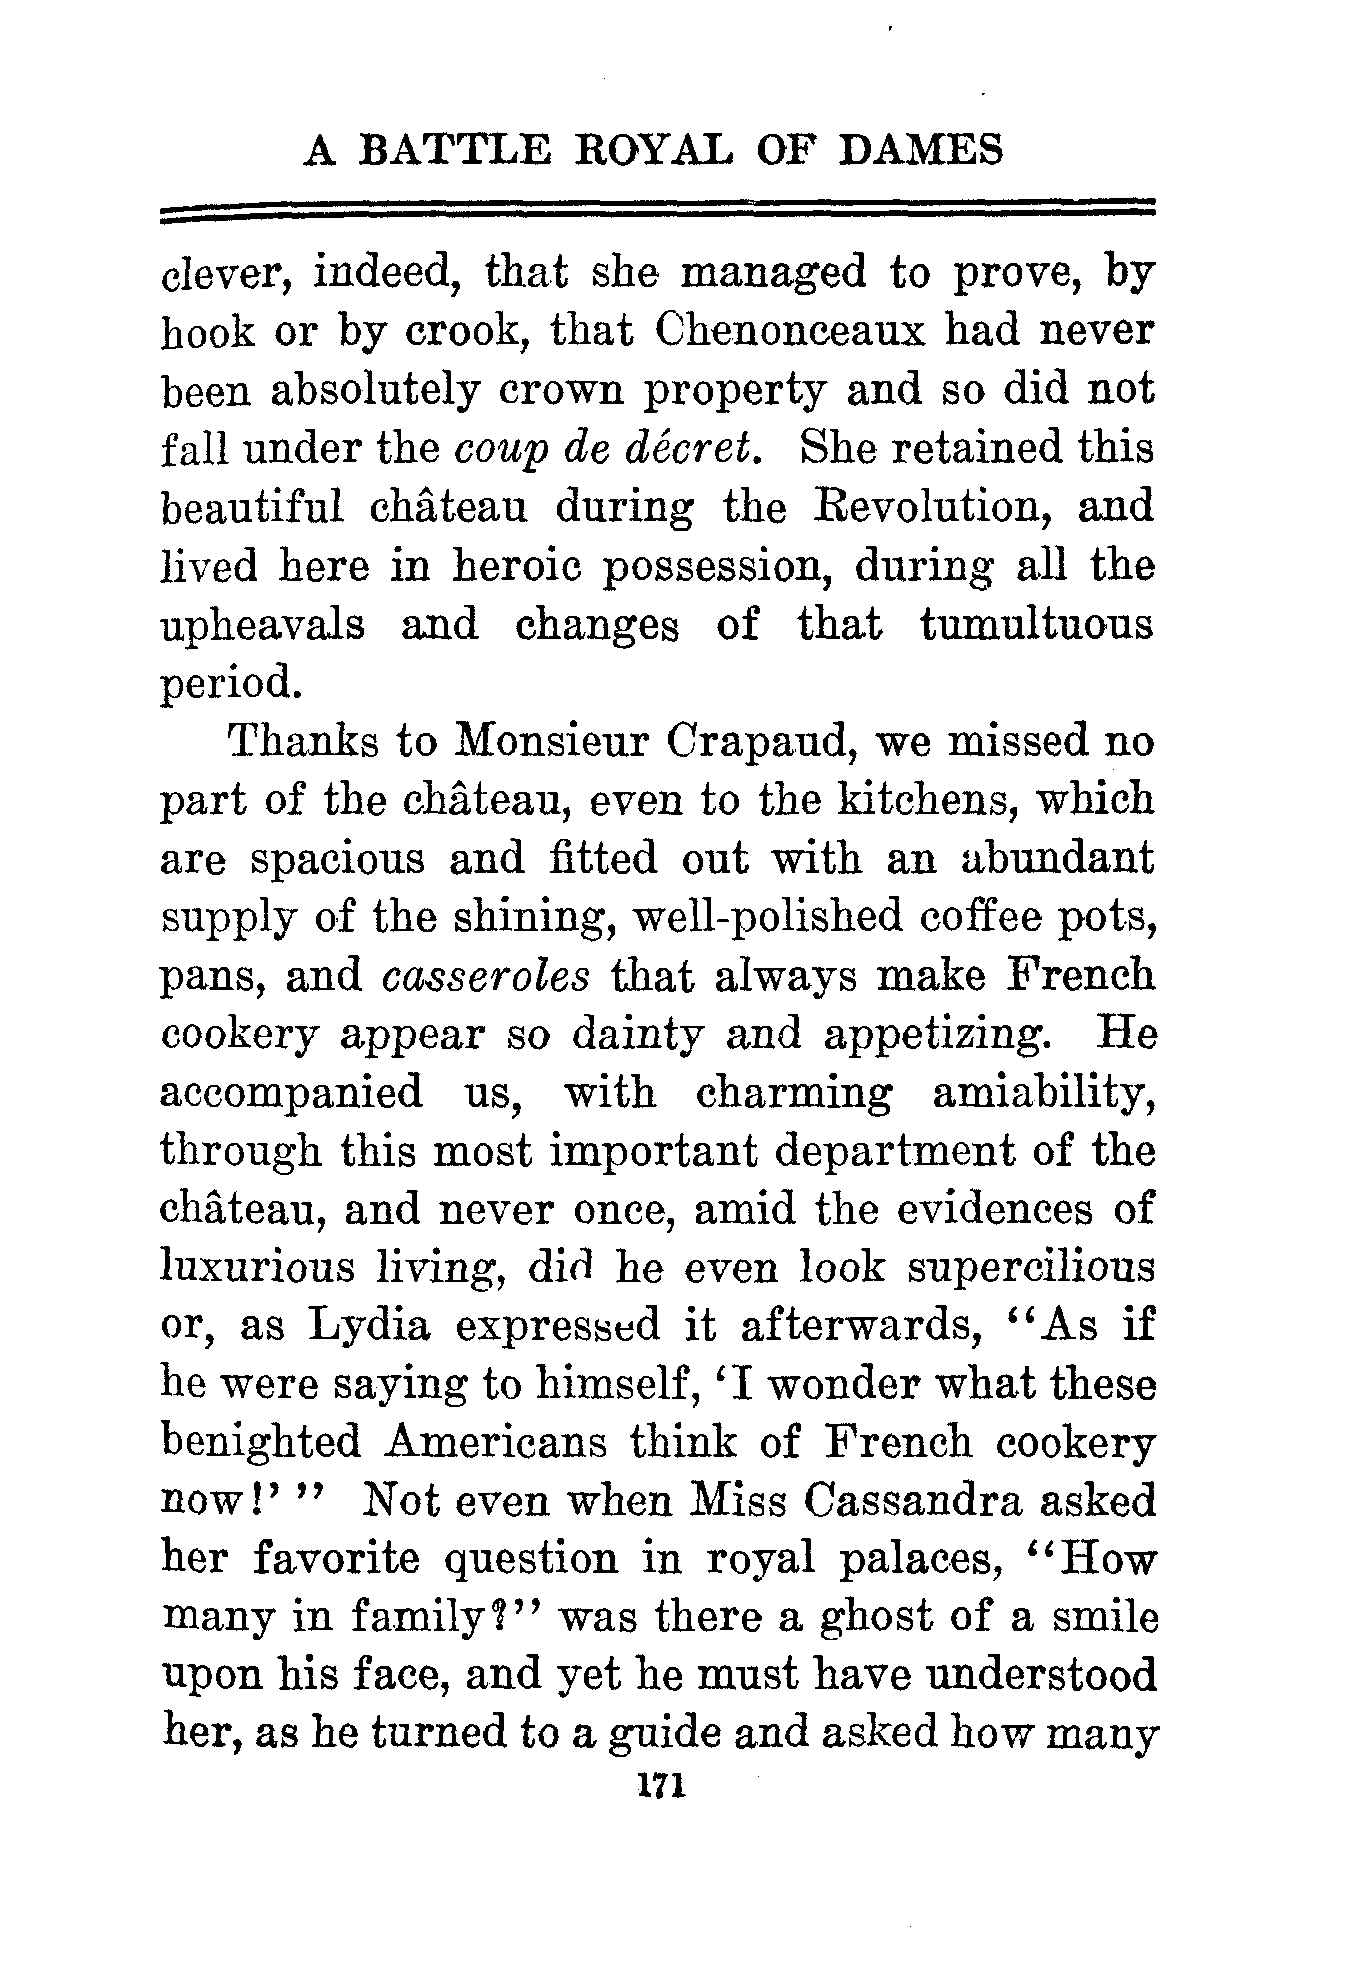 A BATTLE ROYAL OF DAMES
clever, indeed, that she managed to prove, by
hook or by crook, that Chenonceaux had never
been absolutely crown property and so did not
fall under the coup de décret. She retained this
beautiful château during the Revolution, and
lived here in heroic possession, during all the
upheavals and changes of that tumultuous
period.
Thanks to Monsieur Crapaud, we missed no
part of the château, even to the kitchens, which
are spacious and fitted out with an abundant
supply of the shining, well-polished coffee pots,
pans, and casseroles that always make French
cookery appear so dainty and appetizing. He
accompanied us, with charming amiability,
through this most important department of the
château, and never once, amid the evidences of
luxurious living, did he even look supercilious
or, as Lydia expressed it afterwards, “As if
he were saying to himself, ‘I wonder what these
benighted Americans think of French cookery
now!’ ” Not even when Miss Cassandra asked
her favorite question in royal palaces, “How
many in family?” was there a ghost of a smile
upon his face, and yet he must have understood
her, as he turned to a guide and asked how many
171